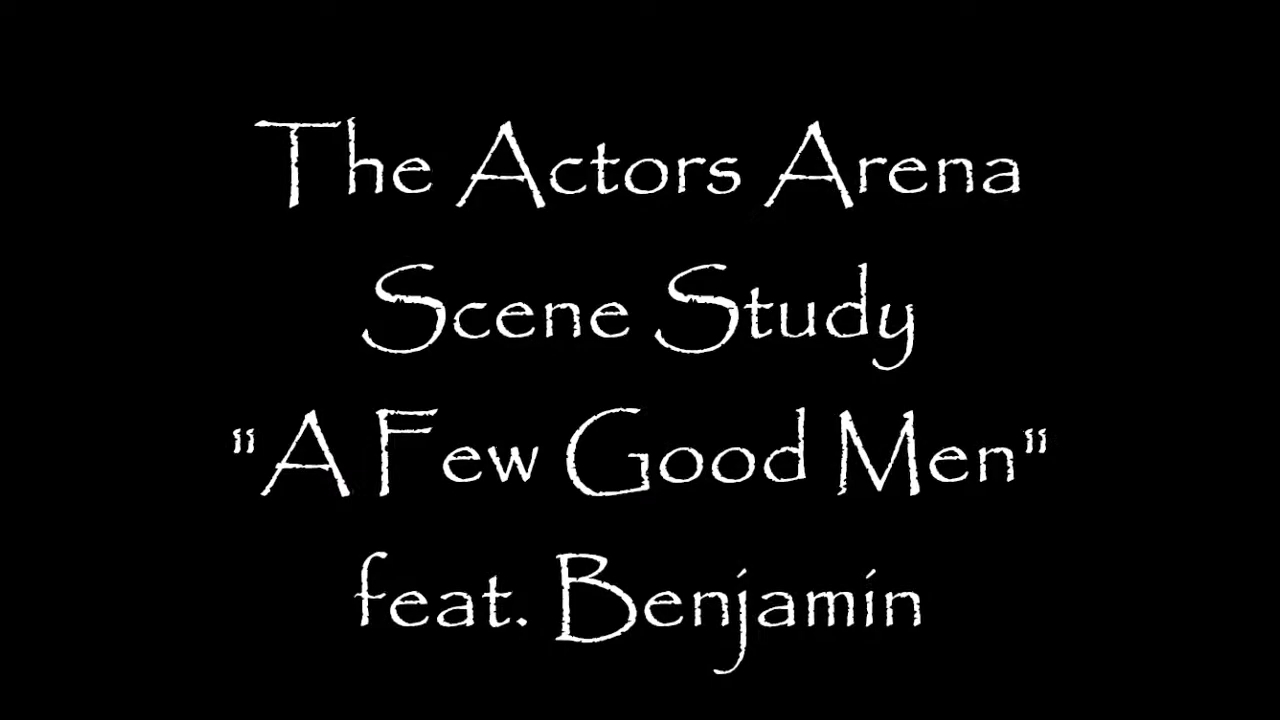 The Actors Arena
Scene Study
"A Few Good Men"
feat. Benjamin